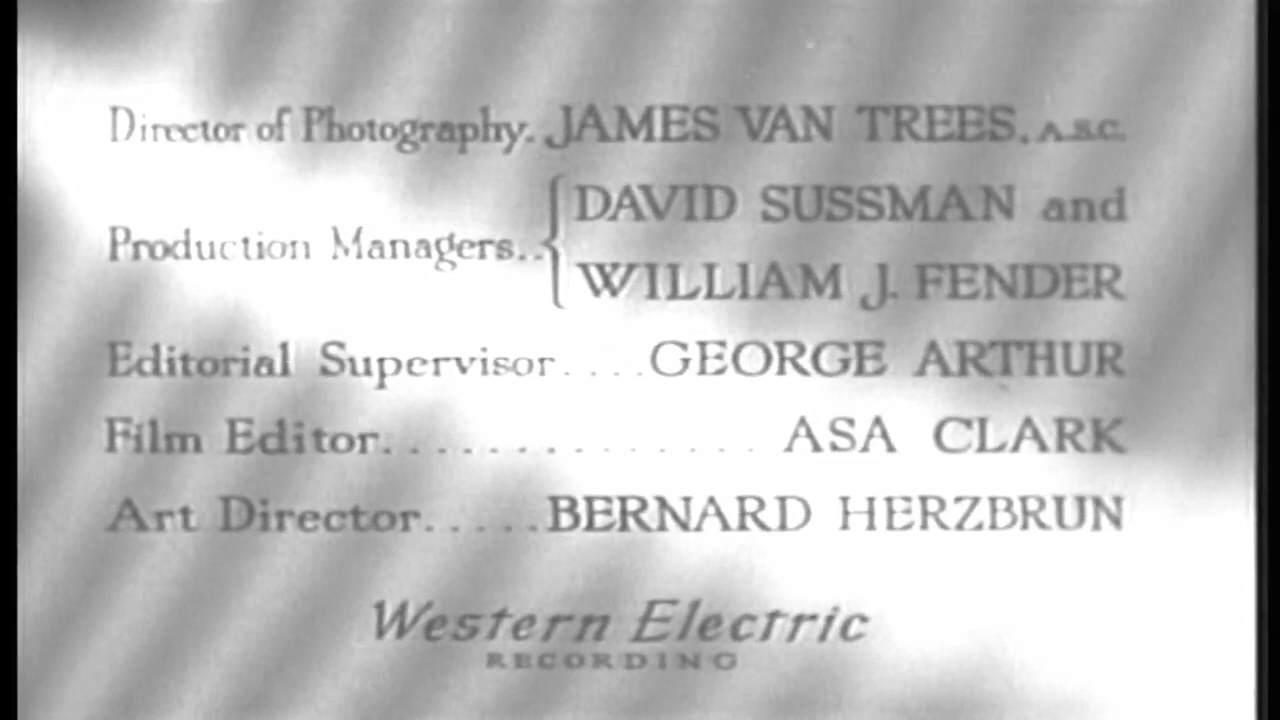 Director of Photography. JAMES VAN TREES, A.S.C.
Production Managers.. { DAVID SUSSMAN and
WILLIAM J. FENDER
Editorial Supervisor.... GEORGE ARTHUR
Film Editor.............. ASA CLARK
Art Director..... BERNARD HERZBRUN
Western Electric
RECORDING